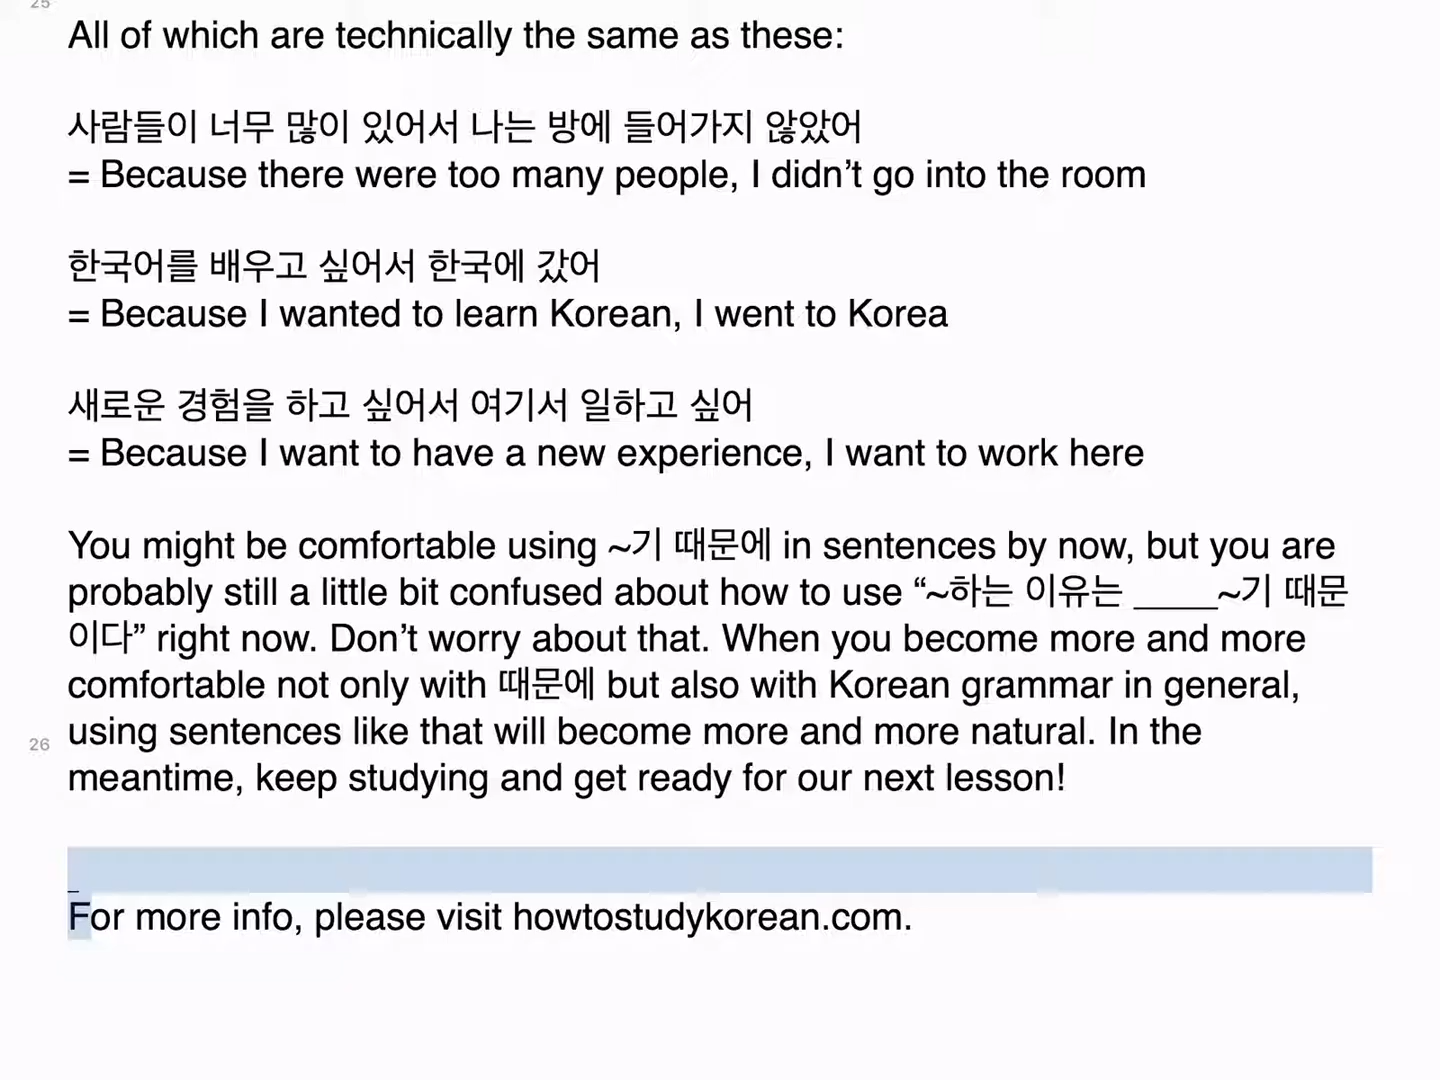 25
All of which are technically the same as these:
사람들이 너무 많이 있어서 나는 방에 들어가지 않았어
= Because there were too many people, I didn’t go into the room
한국어를 배우고 싶어서 한국에 갔어
= Because I wanted to learn Korean, I went to Korea
새로운 경험을 하고 싶어서 여기서 일하고 싶어
= Because I want to have a new experience, I want to work here
You might be comfortable using ~기 때문에 in sentences by now, but you are
probably still a little bit confused about how to use “~하는 이유는 ____~기 때문
이다” right now. Don’t worry about that. When you become more and more
comfortable not only with 때문에 but also with Korean grammar in general,
26 using sentences like that will become more and more natural. In the
meantime, keep studying and get ready for our next lesson!
_
For more info, please visit howtostudykorean.com.